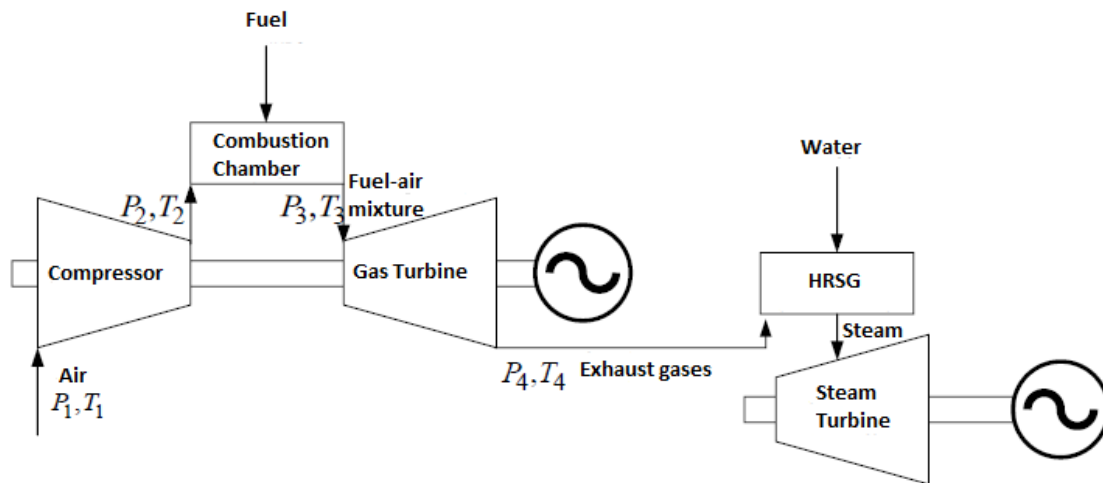 Fuel
Combustion
Chamber
Water
P₂,T₂
P₃,T₃
Fuel-air
mixture
Compressor
Gas Turbine
HRSG
Steam
Air
P₁,T₁
P₄,T₄
Exhaust gases
Steam
Turbine